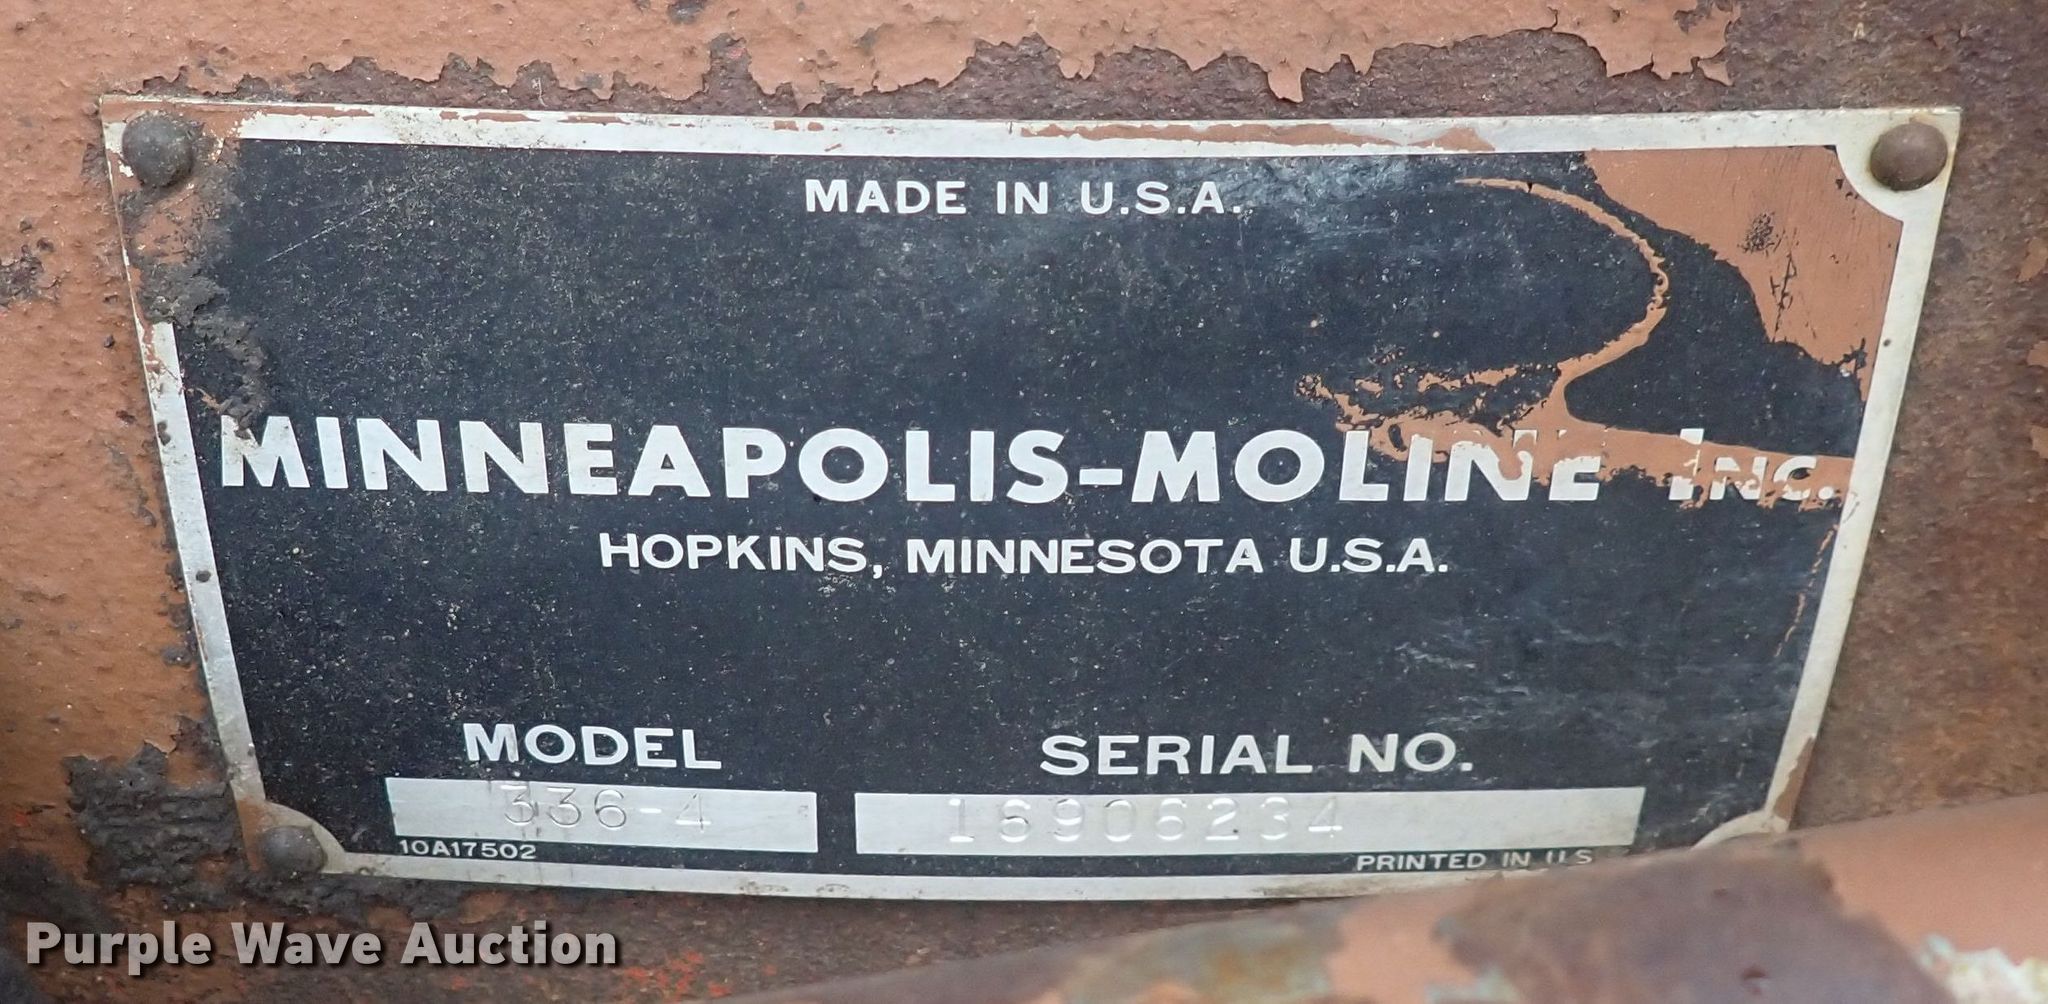 MADE IN U.S.A.
MINNEAPOLIS-MOLINE INC.
HOPKINS, MINNESOTA U.S.A.
MODEL SERIAL NO.
336-4 16906234
10A17502 PRINTED IN U S
Purple Wave Auction